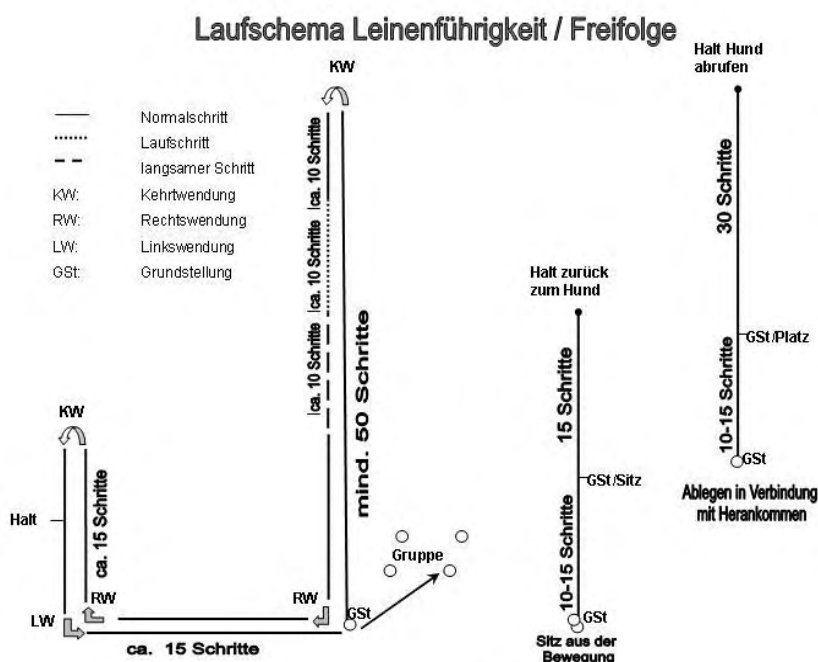 Laufschema Leinenführigkeit / Freifolge
Normalschritt
Laufschritt
langsamer Schritt
KW: Kehrtwendung
RW: Rechtswendung
LW: Linkswendung
GSt: Grundstellung
KW
ca. 10 Schritte
ca. 10 Schritte
ca. 10 Schritte
mind. 50 Schritte
KW
Halt
ca. 15 Schritte
RW
LW
ca. 15 Schritte
RW
GSt
Gruppe
Halt zurück
zum Hund
15 Schritte
GSt/Sitz
10-15 Schritte
GSt
Sitz aus der
Bewegung
Halt Hund
abrufen
30 Schritte
GSt/Platz
10-15 Schritte
GSt
Ablegen in Verbindung
mit Herankommen